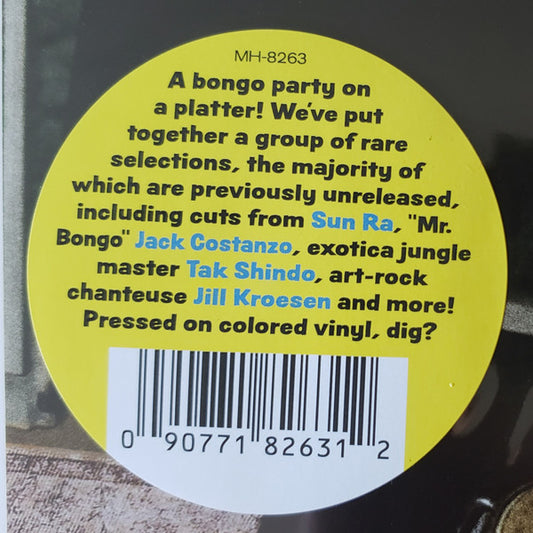 MH-8263
A bongo party on
a platter! We've put
together a group of rare
selections, the majority of
which are previously unreleased,
including cuts from Sun Ra, "Mr.
Bongo" Jack Costanzo, exotica jungle
master Tak Shindo, art-rock
chanteuse Jill Kroesen and more!
Pressed on colored vinyl, dig?
0 90771 82631 2